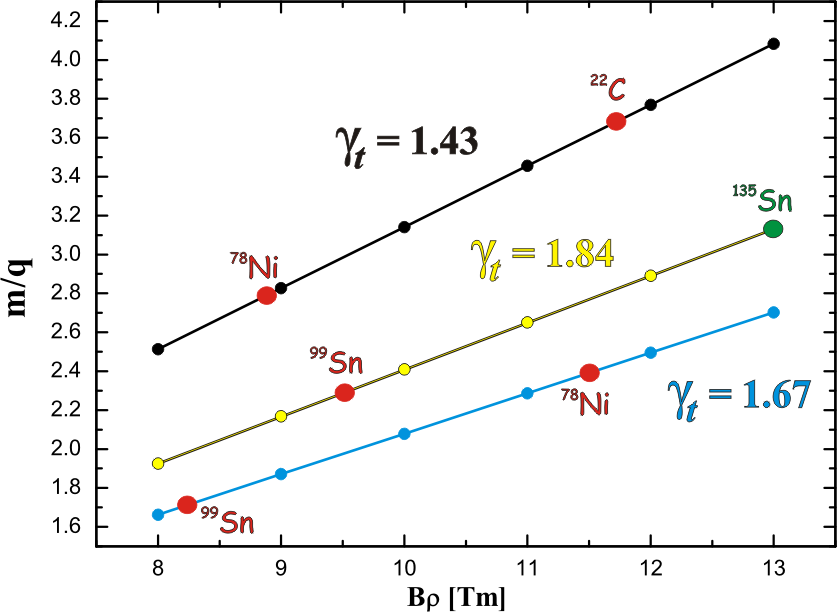 4.2
4.0
3.8
3.6
3.4
3.2
3.0
2.8
2.6
2.4
2.2
2.0
1.8
1.6
m/q
²²C
γₜ = 1.43
¹³⁵Sn
⁷⁸Ni
γₜ = 1.84
⁹⁹Sn
⁷⁸Ni
γₜ = 1.67
⁹⁹Sn
8 9 10 11 12 13
Bρ [Tm]